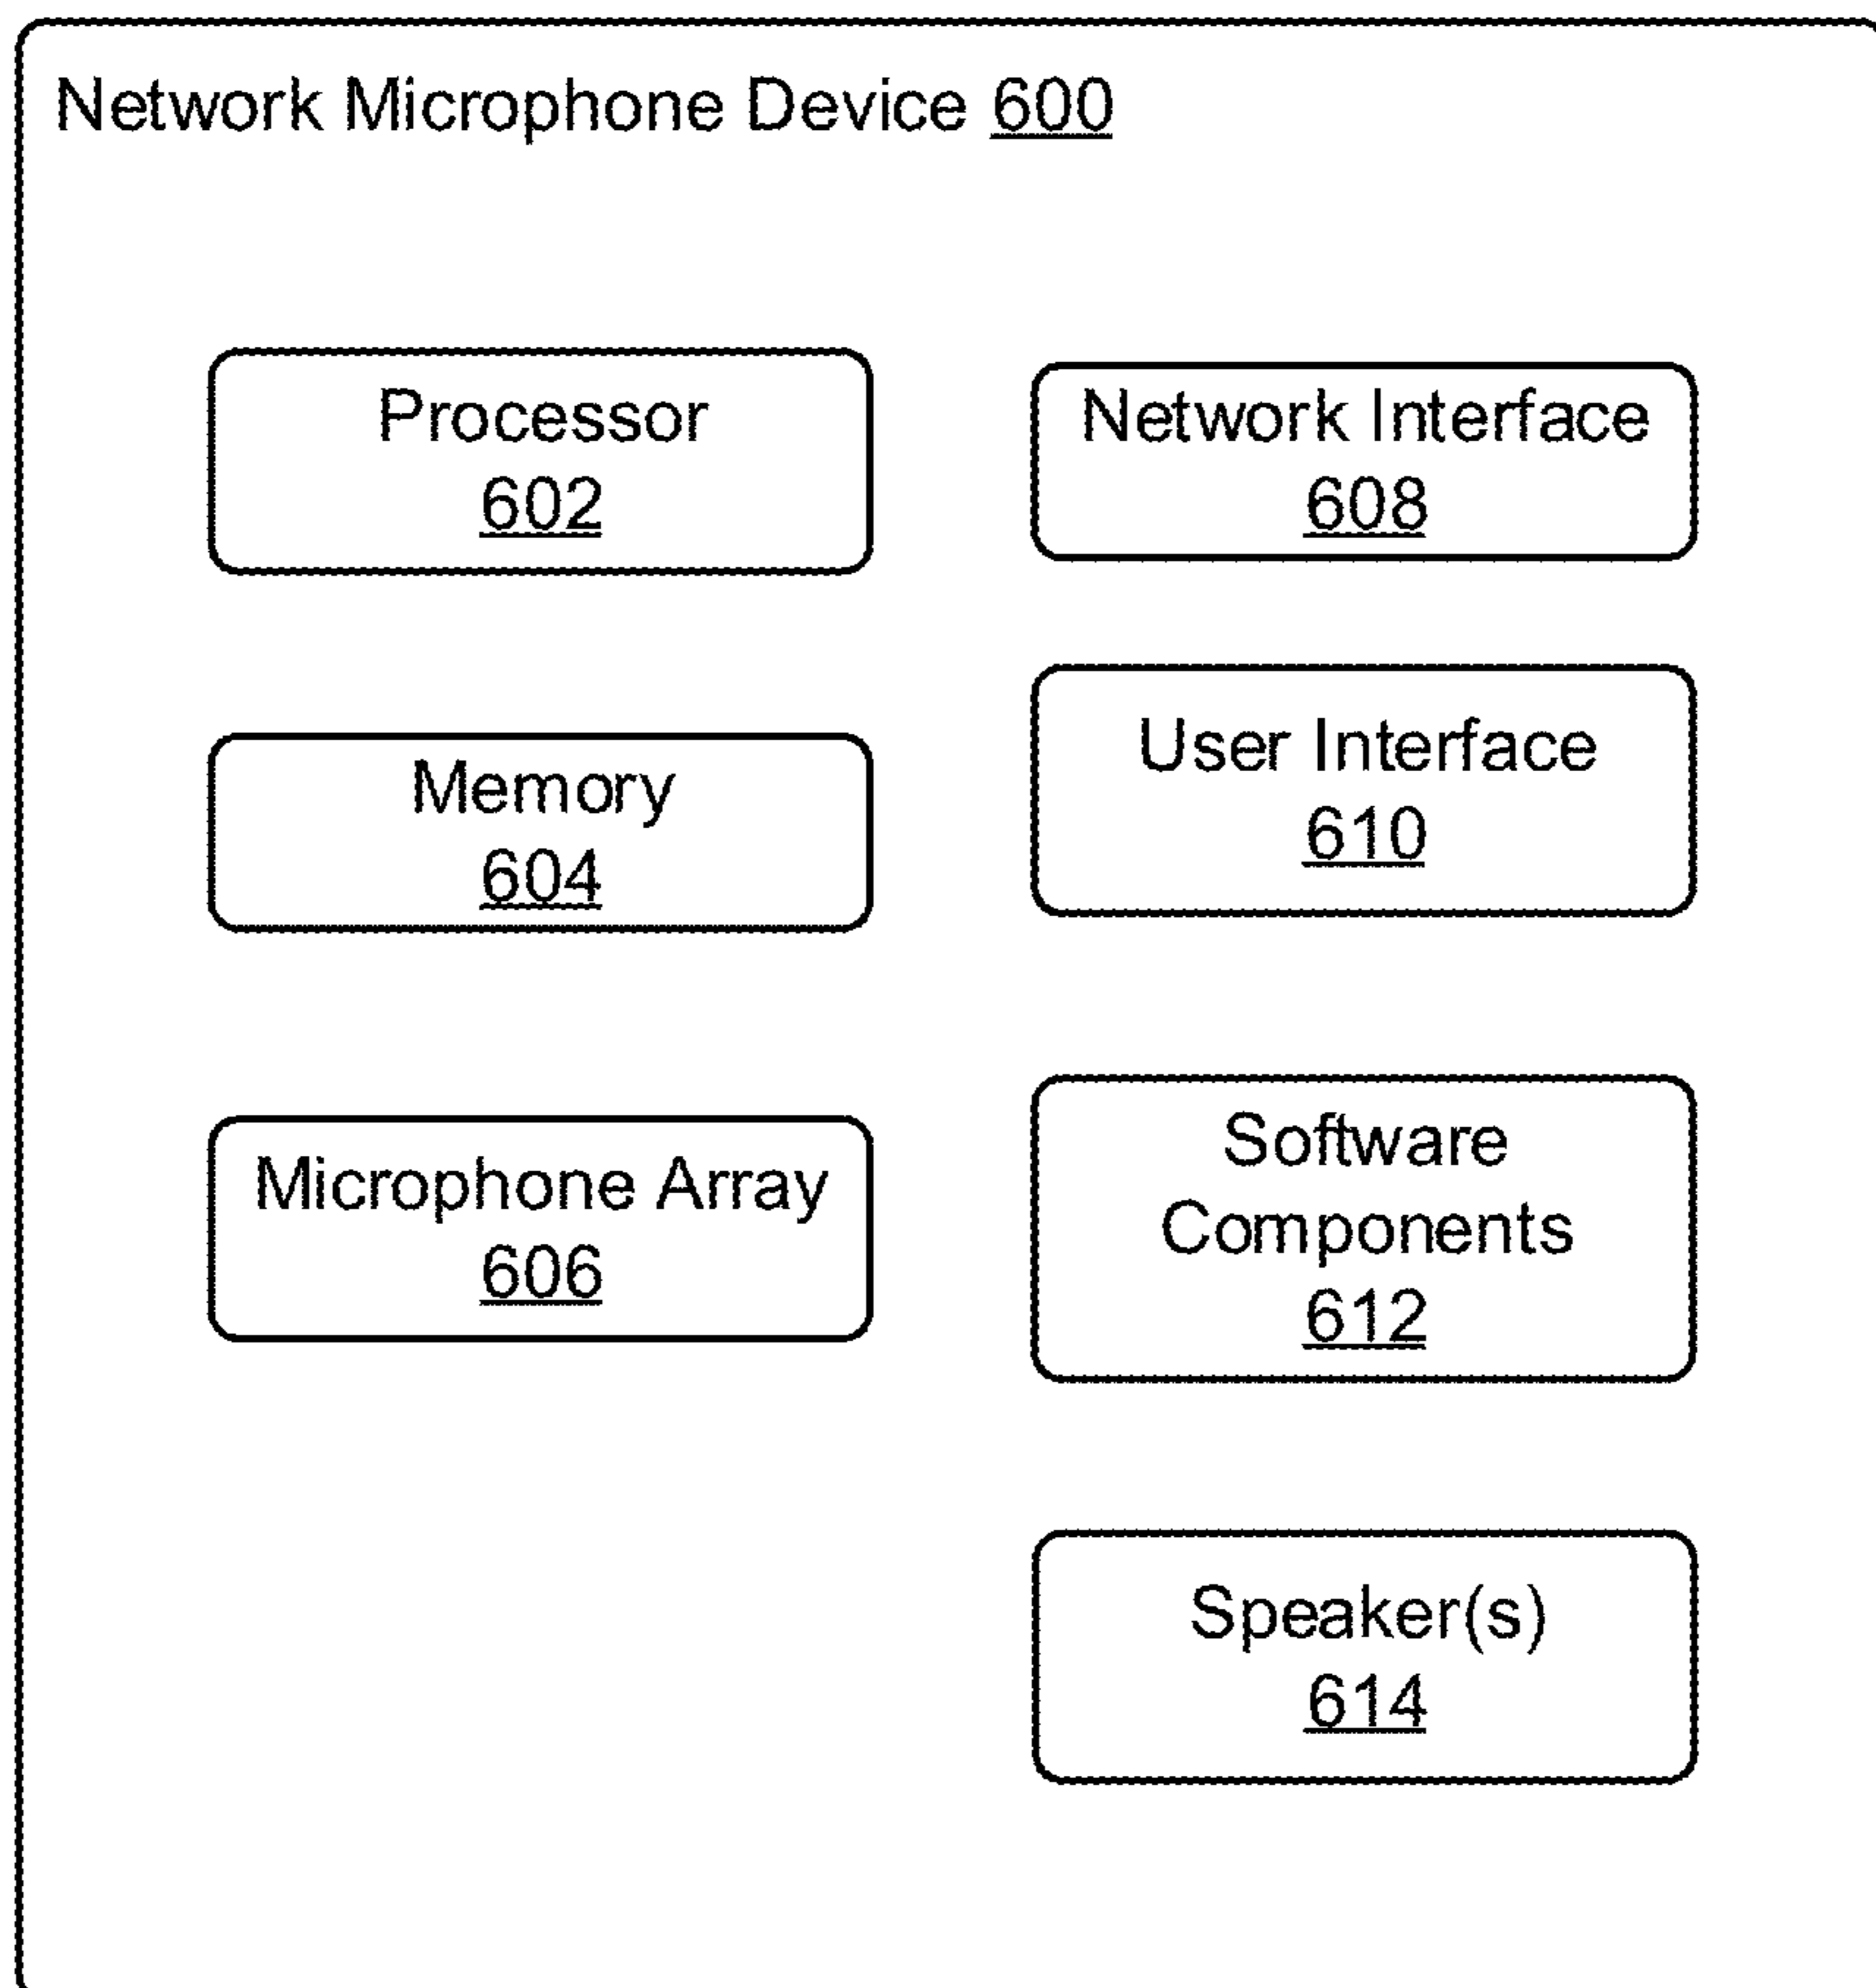 Network Microphone Device 600
Processor
602
Memory
604
Microphone Array
606
Network Interface
608
User Interface
610
Software
Components
612
Speaker(s)
614